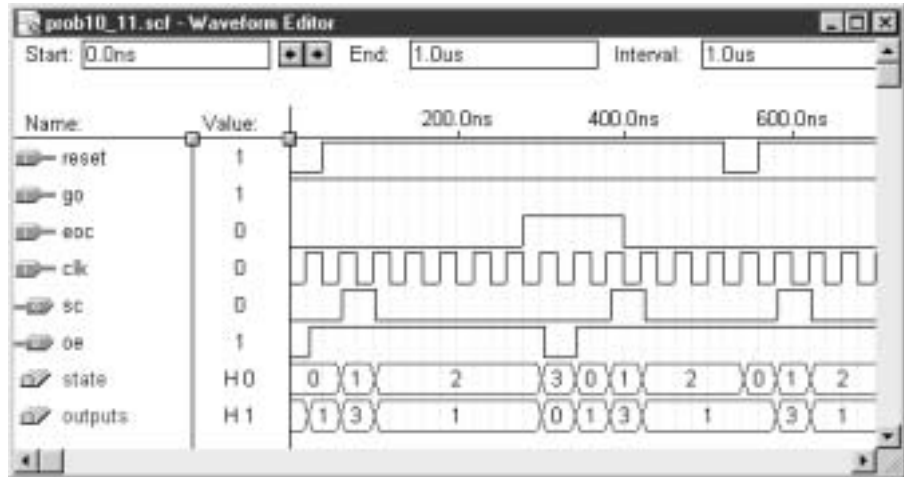 prob10_11.scf - Waveform Editor
Start: 0.0ns End: 1.0us Interval: 1.0us
Name: Value: 200.0ns 400.0ns 600.0ns
reset 1
go 1
eoc 0
clk 0
sc 0
oe 1
state H0 0 1 2 3 0 1 2 0 1 2
outputs H1 1 3 1 0 1 3 1 3 1